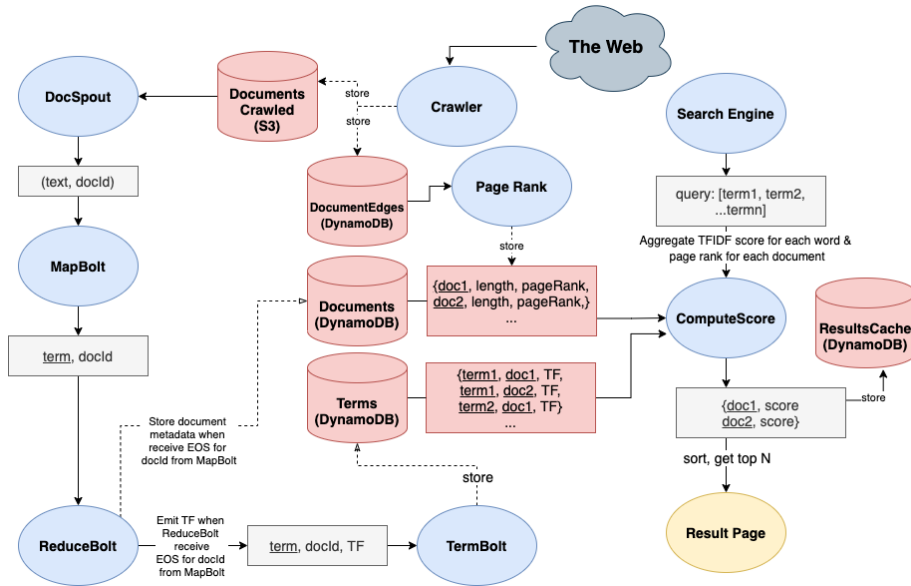 The Web
DocSpout
Documents
Crawled
(S3)
store
store
Crawler
Search Engine
(text, docId)
DocumentEdges
(DynamoDB)
Page Rank
query: [term1, term2,
...termn]
store
Aggregate TFIDF score for each word &
page rank for each document
MapBolt
Documents
(DynamoDB)
{doc1, length, pageRank,
doc2, length, pageRank,}
...
ComputeScore
ResultsCache
(DynamoDB)
term, docId
Terms
(DynamoDB)
{term1, doc1, TF,
term1, doc2, TF,
term2, doc1, TF}
...
{doc1, score
doc2, score}
store
Store document
metadata when
receive EOS for
docId from MapBolt
sort, get top N
store
ReduceBolt
Emit TF when
ReduceBolt
receive
EOS for docId
from MapBolt
term, docId, TF
TermBolt
Result Page